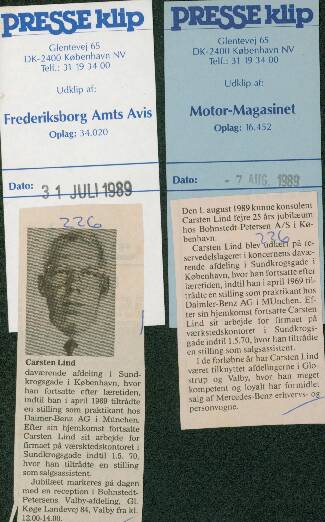 PRESSE klip
Glentevej 65
DK-2400 København NV
Telf.: 31 19 34 00
Udklip af:
Frederiksborg Amts Avis
Oplag: 34.020
Dato: 31 JULI 1989
226
Carsten Lind
daværende afdeling i Sund-
krogsgade i København, hvor
han fortsatte efter læretiden,
indtil han i april 1969 tiltrådte
en stilling som praktikant hos
Daimer-Benz AG i München.
Efter sin hjemkomst fortsatte
Carsten Lind sit arbejde for
firmaet på værksteds kontoret i
Sundkrogsgade indtil 1.5. 70,
hvor han tiltrådte en stilling
som salgsassistent.
Jubilæet markeres på dagen
med en reception i Bohnstedt-
Petersens Valby-afdeling, Gl.
Køge Landevej 84, Valby fra kl.
12.00-14.00.
PRESSE klip
Glentevej 65
DK-2400 København NV
Telf.: 31 19 34 00
Udklip af:
Motor-Magasinet
Oplag: 16.452
Dato: - 7 AUG. 1989
Den 1. august 1989 kunne konsulent
Carsten Lind fejre 25 års jubilæum
hos Bohnstedt-Petersen A/S i Kø-
benhavn.
226
Carsten Lind blev udlært på re-
servedelslageret i koncernens davæ-
rende afdeling i Sundkrogsgade i
København, hvor han fortsatte efter
læretiden, indtil han i april 1969 til-
trådte en stilling som praktikant hos
Daimler-Benz AG i München. Ef-
ter sin hjemkomst fortsatte Carsten
Lind sit arbejde for firmaet på
værkstedskontoret i Sundkrogs-
gade indtil 1.5.70, hvor han tiltrådte
en stilling som salgsassistent.
I de forløbne år har Carsten Lind
været tilknyttet afdelingerne i Glo-
strup og Valby, hvor han meget
kompetent og loyalt har formidlet
salg af Mercedes-Benz erhvervs- og
personvogne.